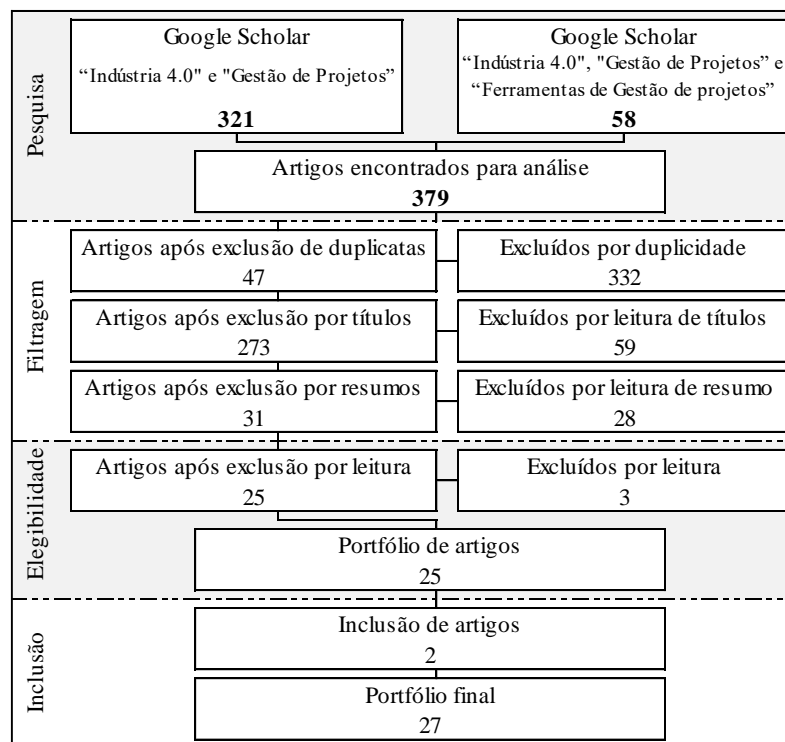 Pesquisa
Google Scholar
“Indústria 4.0" e "Gestão de Projetos”
321
Google Scholar
“Indústria 4.0", "Gestão de Projetos” e
“Ferramentas de Gestão de projetos”
58
Artigos encontrados para análise
379
Filtragem
Artigos após exclusão de duplicatas
47
Excluídos por duplicidade
332
Artigos após exclusão por títulos
273
Excluídos por leitura de títulos
59
Artigos após exclusão por resumos
31
Excluídos por leitura de resumo
28
Elegibilidade
Artigos após exclusão por leitura
25
Excluídos por leitura
3
Portfólio de artigos
25
Inclusão
Inclusão de artigos
2
Portfólio final
27